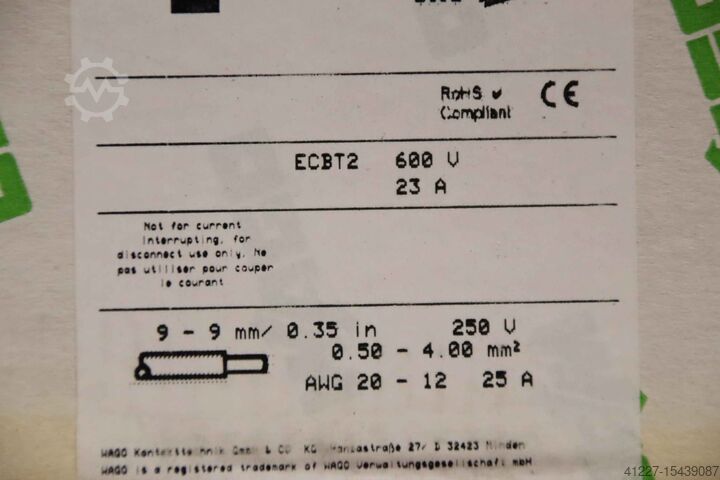 RoHS
Compliant
CE
ECBT2 600 V
23 A
Not for current
interrupting, for
disconnect use only. Ne
pas utiliser pour couper
le courant
9 - 9 mm/ 0.35 in 250 V
0.50 - 4.00 mm²
AWG 20 - 12 25 A
WAGO Kontakttechnik GmbH & CO KG Hansastraße 27/ D 32423 Minden
WAGO is a registered trademark of WAGO Verwaltungsgesellschaft mbH
41227-15439087